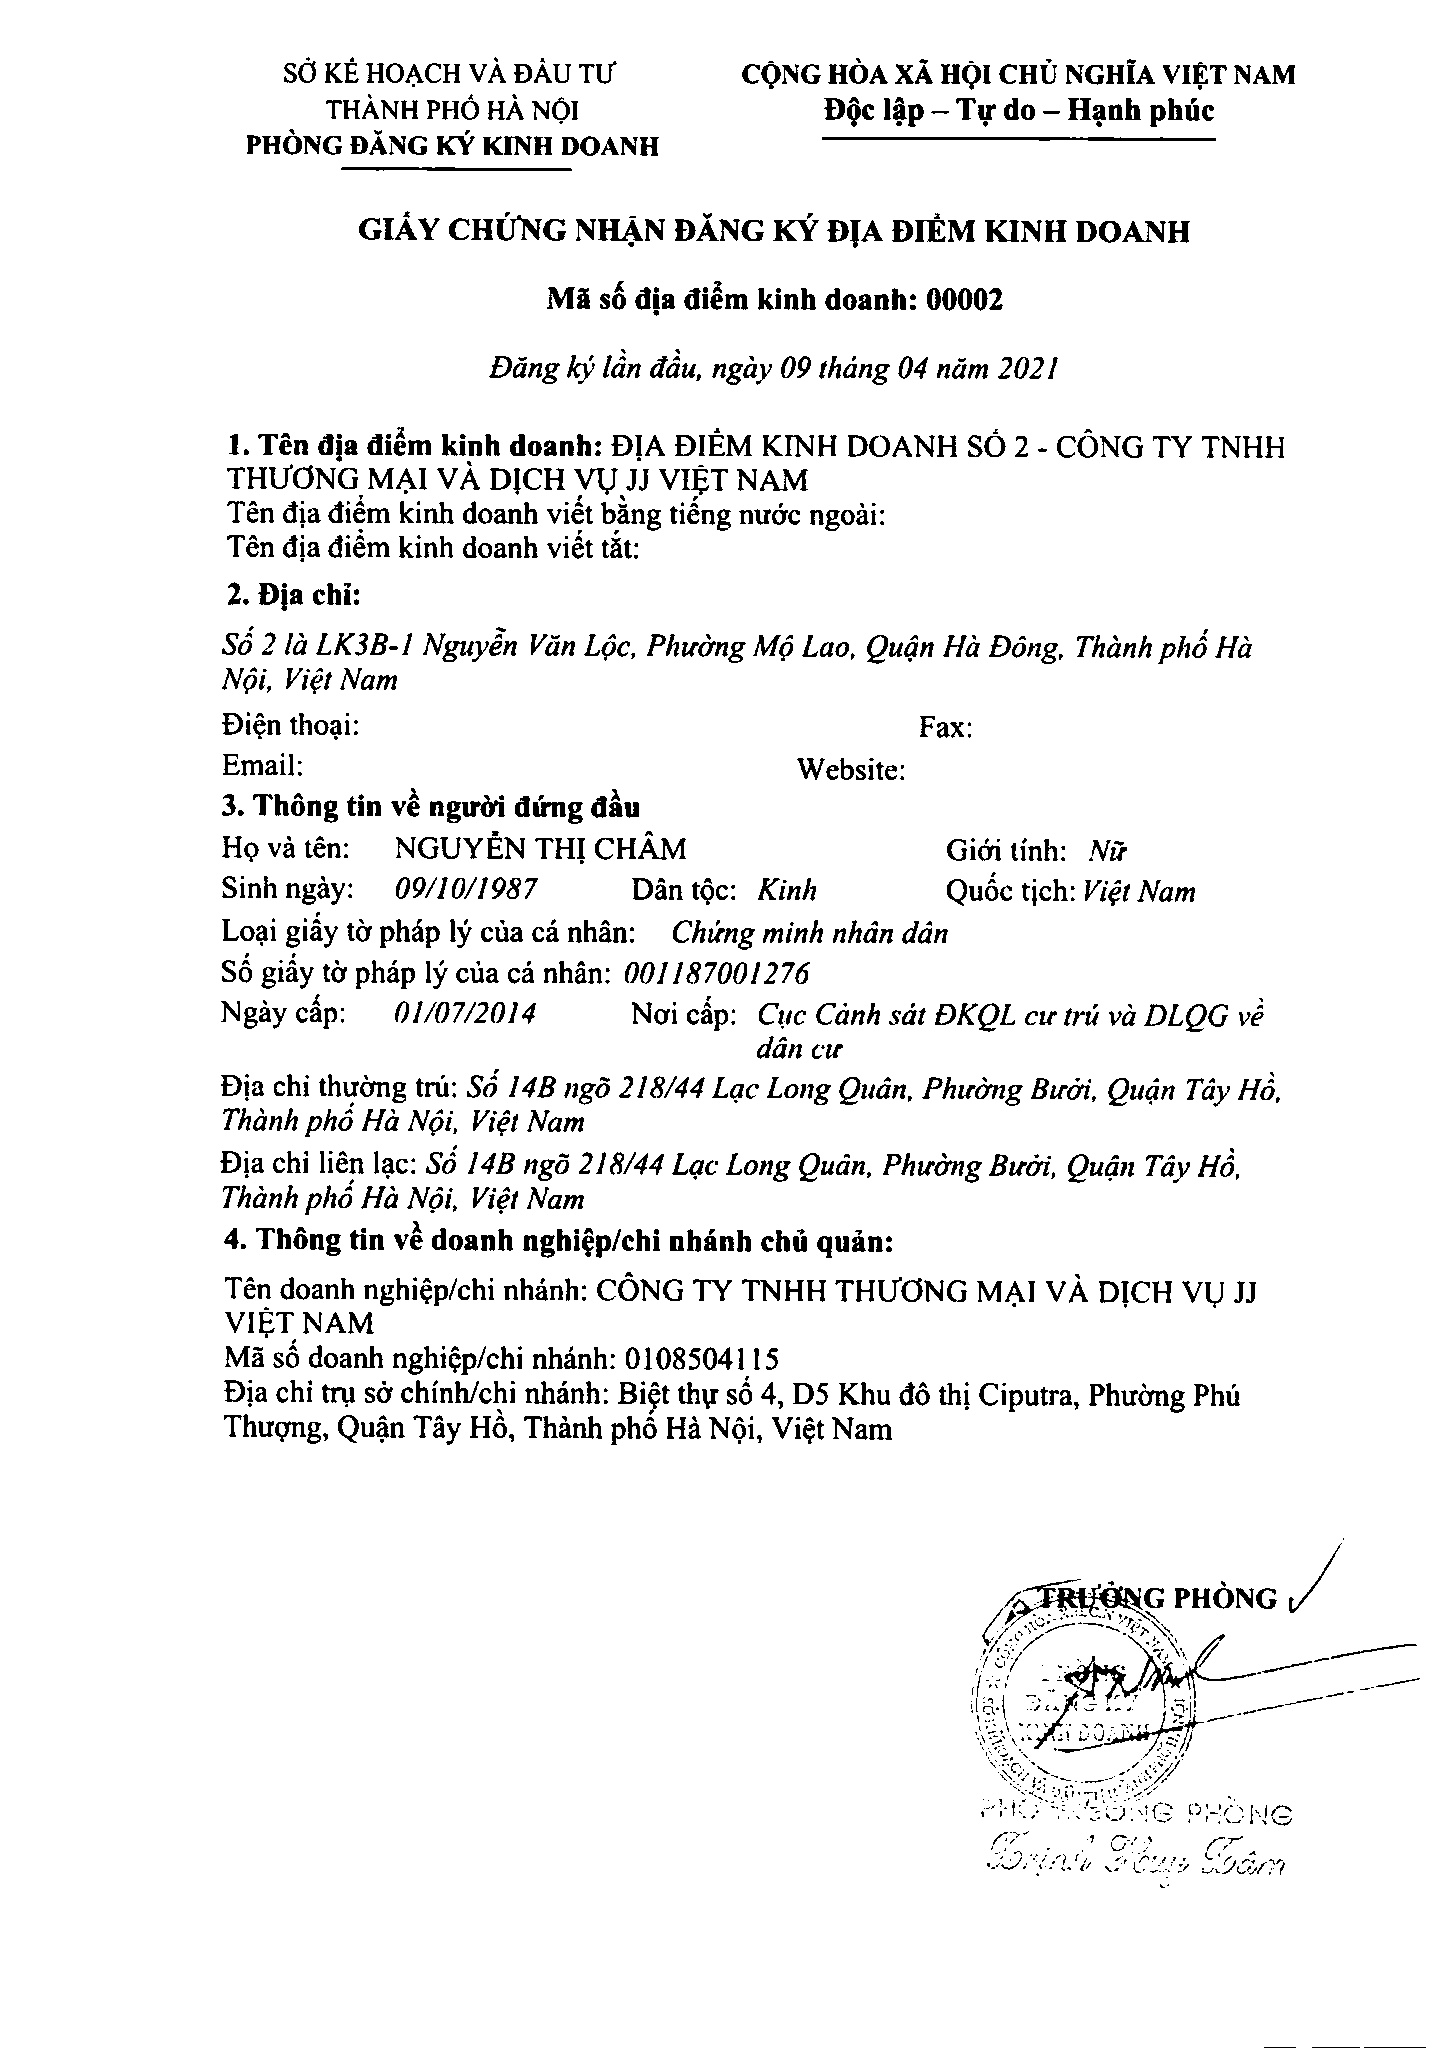 SỞ KẾ HOẠCH VÀ ĐẦU TƯ
THÀNH PHỐ HÀ NỘI
PHÒNG ĐĂNG KÝ KINH DOANH
CỘNG HÒA XÃ HỘI CHỦ NGHĨA VIỆT NAM
Độc lập – Tự do – Hạnh phúc
GIẤY CHỨNG NHẬN ĐĂNG KÝ ĐỊA ĐIỂM KINH DOANH
Mã số địa điểm kinh doanh: 00002
Đăng ký lần đầu, ngày 09 tháng 04 năm 2021
1. Tên địa điểm kinh doanh: ĐỊA ĐIỂM KINH DOANH SỐ 2 - CÔNG TY TNHH
THƯƠNG MẠI VÀ DỊCH VỤ JJ VIỆT NAM
Tên địa điểm kinh doanh viết bằng tiếng nước ngoài:
Tên địa điểm kinh doanh viết tắt:
2. Địa chỉ:
Số 2 là LK3B-1 Nguyễn Văn Lộc, Phường Mộ Lao, Quận Hà Đông, Thành phố Hà
Nội, Việt Nam
Điện thoại: Fax:
Email: Website:
3. Thông tin về người đứng đầu
Họ và tên: NGUYỄN THỊ CHÂM Giới tính: Nữ
Sinh ngày: 09/10/1987 Dân tộc: Kinh Quốc tịch: Việt Nam
Loại giấy tờ pháp lý của cá nhân: Chứng minh nhân dân
Số giấy tờ pháp lý của cá nhân: 001187001276
Ngày cấp: 01/07/2014 Nơi cấp: Cục Cảnh sát ĐKQL cư trú và DLQG về
dân cư
Địa chỉ thường trú: Số 14B ngõ 218/44 Lạc Long Quân, Phường Bưởi, Quận Tây Hồ,
Thành phố Hà Nội, Việt Nam
Địa chỉ liên lạc: Số 14B ngõ 218/44 Lạc Long Quân, Phường Bưởi, Quận Tây Hồ,
Thành phố Hà Nội, Việt Nam
4. Thông tin về doanh nghiệp/chi nhánh chủ quản:
Tên doanh nghiệp/chi nhánh: CÔNG TY TNHH THƯƠNG MẠI VÀ DỊCH VỤ JJ
VIỆT NAM
Mã số doanh nghiệp/chi nhánh: 0108504115
Địa chỉ trụ sở chính/chi nhánh: Biệt thự số 4, D5 Khu đô thị Ciputra, Phường Phú
Thượng, Quận Tây Hồ, Thành phố Hà Nội, Việt Nam
TRƯỞNG PHÒNG
PHÒNG
ĐĂNG KÝ
KINH DOANH
PHÓ TRƯỞNG PHÒNG
Trịnh Huy Tâm